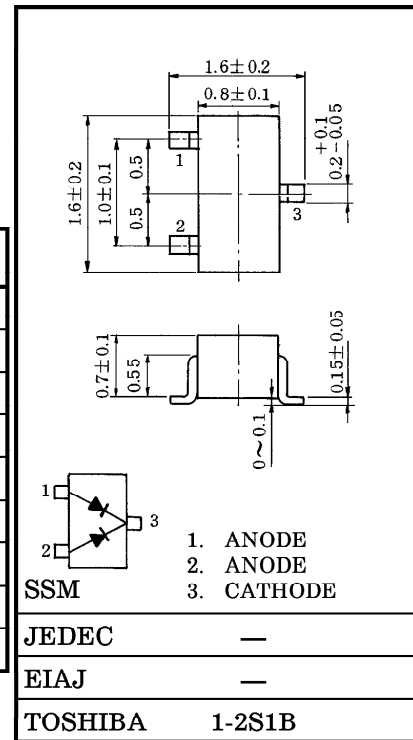 1.6±0.2
0.8±0.1
1.6±0.2
1.0±0.1
0.5
0.5
1
2
3
+0.1
0.2−0.05
0.7±0.1
0.55
0~0.1
0.15±0.05
1
2
3
1. ANODE
2. ANODE
3. CATHODE
SSM
JEDEC —
EIAJ —
TOSHIBA 1-2S1B